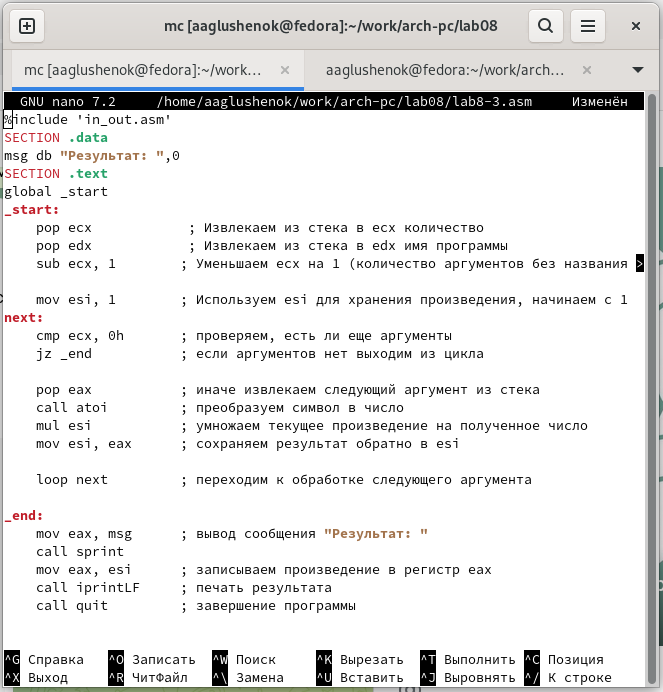 mc [aaglushenok@fedora]:~/work/arch-pc/lab08
mc [aaglushenok@fedora]:~/work... aaglushenok@fedora:~/work/arch...
GNU nano 7.2 /home/aaglushenok/work/arch-pc/lab08/lab8-3.asm Изменён
%include 'in_out.asm'
SECTION .data
msg db "Результат: ",0
SECTION .text
global _start
_start:
pop ecx ; Извлекаем из стека в ecx количество
pop edx ; Извлекаем из стека в edx имя программы
sub ecx, 1 ; Уменьшаем ecx на 1 (количество аргументов без названия >
mov esi, 1 ; Используем esi для хранения произведения, начинаем с 1
next:
cmp ecx, 0h ; проверяем, есть ли еще аргументы
jz _end ; если аргументов нет выходим из цикла
pop eax ; иначе извлекаем следующий аргумент из стека
call atoi ; преобразуем символ в число
mul esi ; умножаем текущее произведение на полученное число
mov esi, eax ; сохраняем результат обратно в esi
loop next ; переходим к обработке следующего аргумента
_end:
mov eax, msg ; вывод сообщения "Результат: "
call sprint
mov eax, esi ; записываем произведение в регистр eax
call iprintLF ; печать результата
call quit ; завершение программы
^G Справка ^O Записать ^W Поиск ^K Вырезать ^T Выполнить ^C Позиция
^X Выход ^R ЧитФайл ^\ Замена ^U Вставить ^J Выровнять ^/ К строке